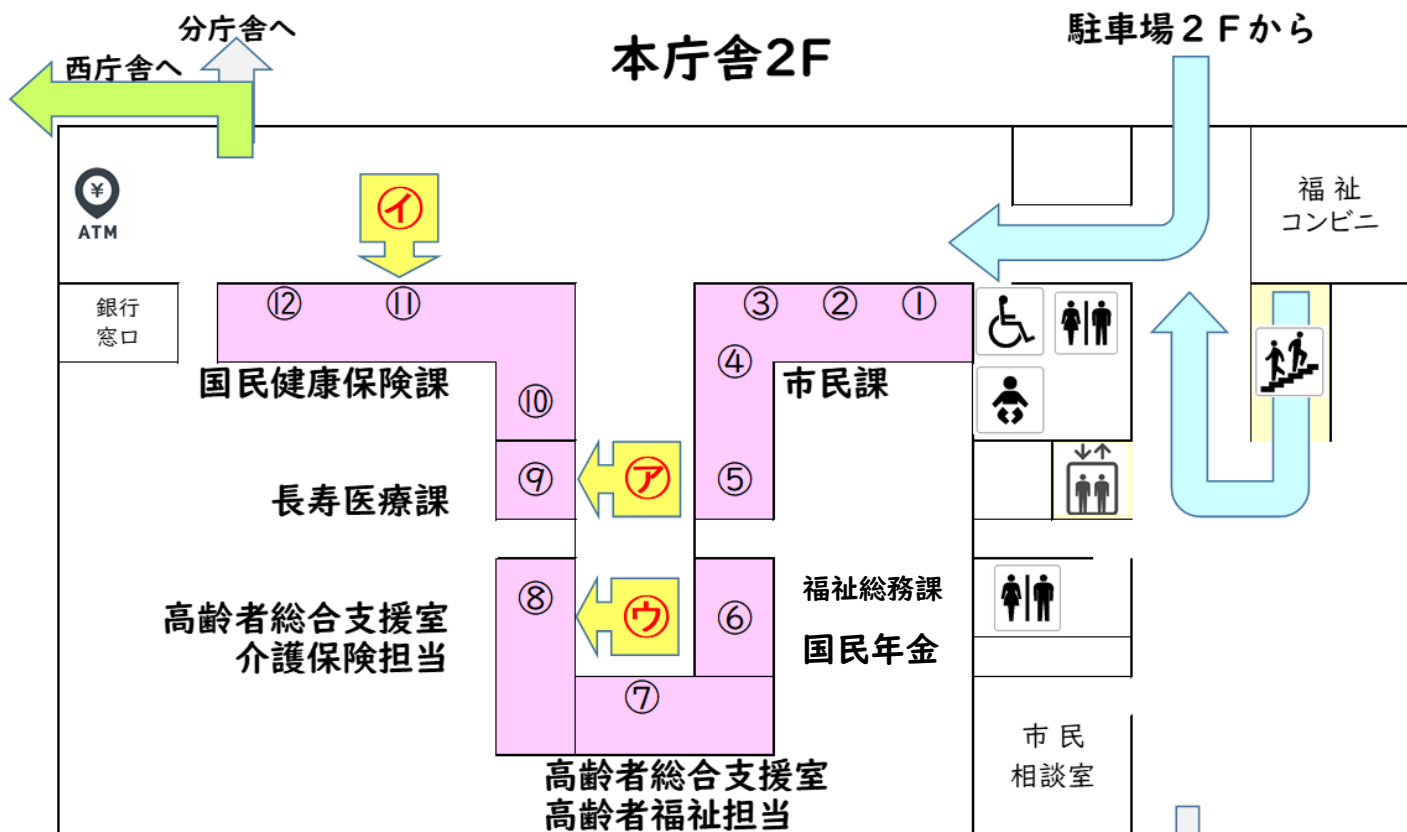 分庁舎へ
西庁舎へ
本庁舎2F
駐車場2Fから
¥
ATM
㋑
福祉
コンビニ
銀行
窓口
⑫
⑪
③
②
①
国民健康保険課
④
市民課
⑩
⑨
㋐
⑤
長寿医療課
⑧
㋒
⑥
福祉総務課
国民年金
高齢者総合支援室
介護保険担当
⑦
市民
相談室
高齢者総合支援室
高齢者福祉担当